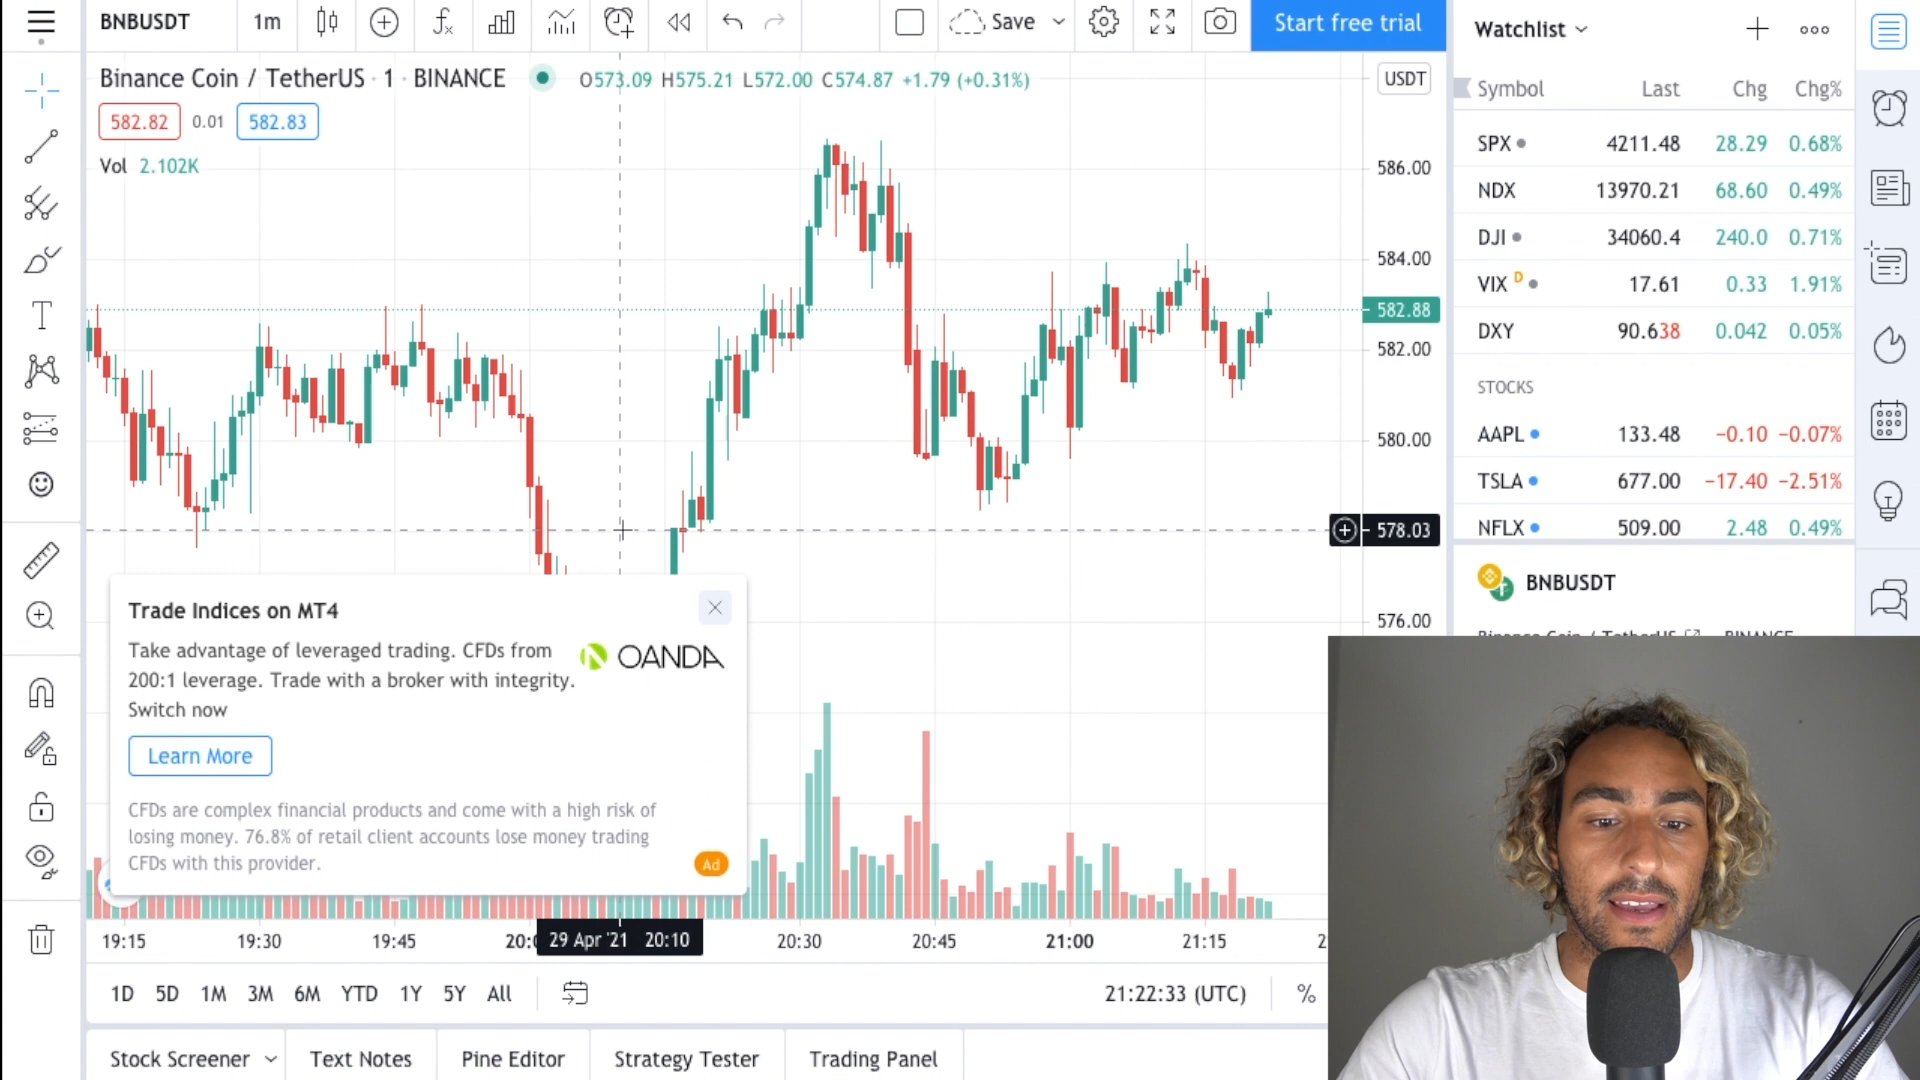 BNBUSDT
1m
Save
Start free trial
Binance Coin / TetherUS · 1 · BINANCE
O573.09 H575.21 L572.00 C574.87 +1.79 (+0.31%)
USDT
582.82 0.01 582.83
Vol 2.102K
586.00
584.00
582.88
582.00
580.00
578.03
576.00
Trade Indices on MT4
Take advantage of leveraged trading. CFDs from
200:1 leverage. Trade with a broker with integrity.
Switch now
OANDA
Learn More
CFDs are complex financial products and come with a high risk of
losing money. 76.8% of retail client accounts lose money trading
CFDs with this provider.
Ad
19:15 19:30 19:45 20:0 29 Apr '21 20:10 20:30 20:45 21:00 21:15 2
1D 5D 1M 3M 6M YTD 1Y 5Y All
21:22:33 (UTC) %
Stock Screener Text Notes Pine Editor Strategy Tester Trading Panel
Watchlist
Symbol Last Chg Chg%
SPX 4211.48 28.29 0.68%
NDX 13970.21 68.60 0.49%
DJI 34060.4 240.0 0.71%
VIX D 17.61 0.33 1.91%
DXY 90.638 0.042 0.05%
STOCKS
AAPL 133.48 −0.10 −0.07%
TSLA 677.00 −17.40 −2.51%
NFLX 509.00 2.48 0.49%
BNBUSDT
Binance Coin / TetherUS BINANCE